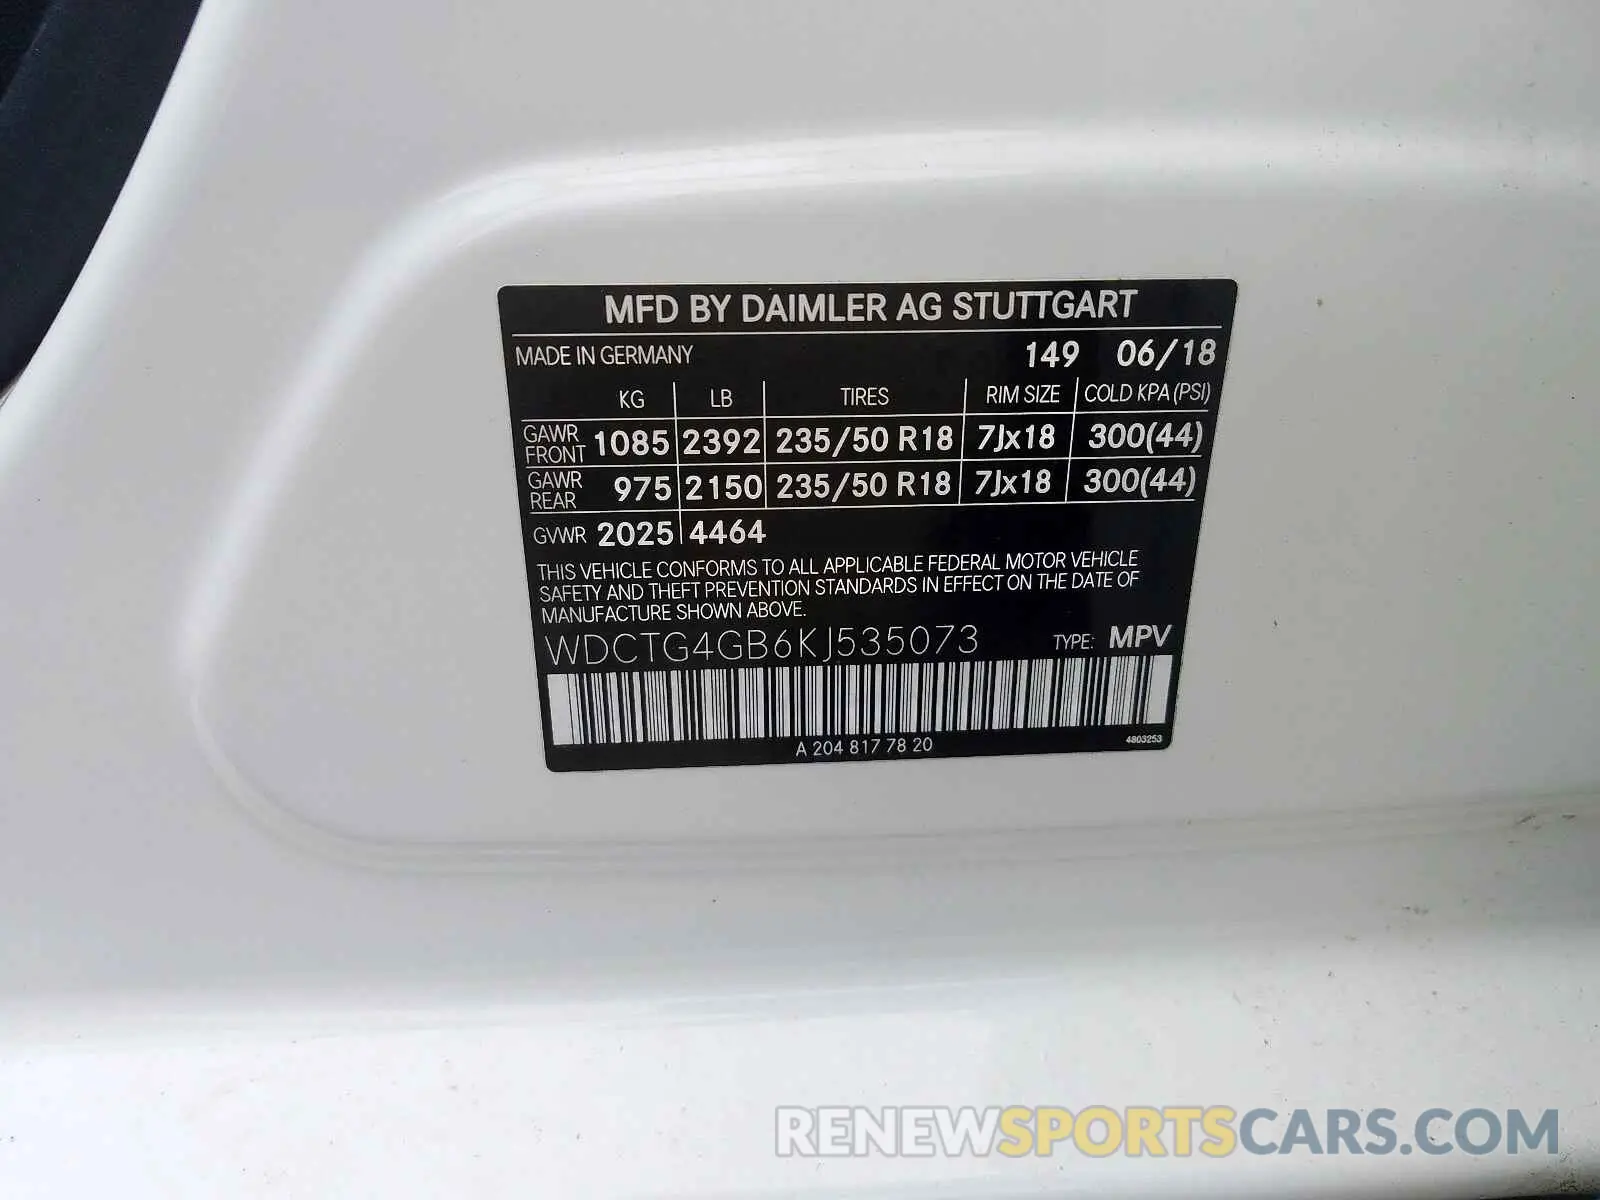 MFD BY DAIMLER AG STUTTGART
MADE IN GERMANY 149 06/18
KG LB TIRES RIM SIZE COLD KPA (PSI)
GAWR FRONT 1085 2392 235/50 R18 7Jx18 300(44)
GAWR REAR 975 2150 235/50 R18 7Jx18 300(44)
GVWR 2025 4464
THIS VEHICLE CONFORMS TO ALL APPLICABLE FEDERAL MOTOR VEHICLE
SAFETY AND THEFT PREVENTION STANDARDS IN EFFECT ON THE DATE OF
MANUFACTURE SHOWN ABOVE.
WDCTG4GB6KJ535073 TYPE: MPV
A 204 817 78 20 4803253
RENEWSPORTSCARS.COM